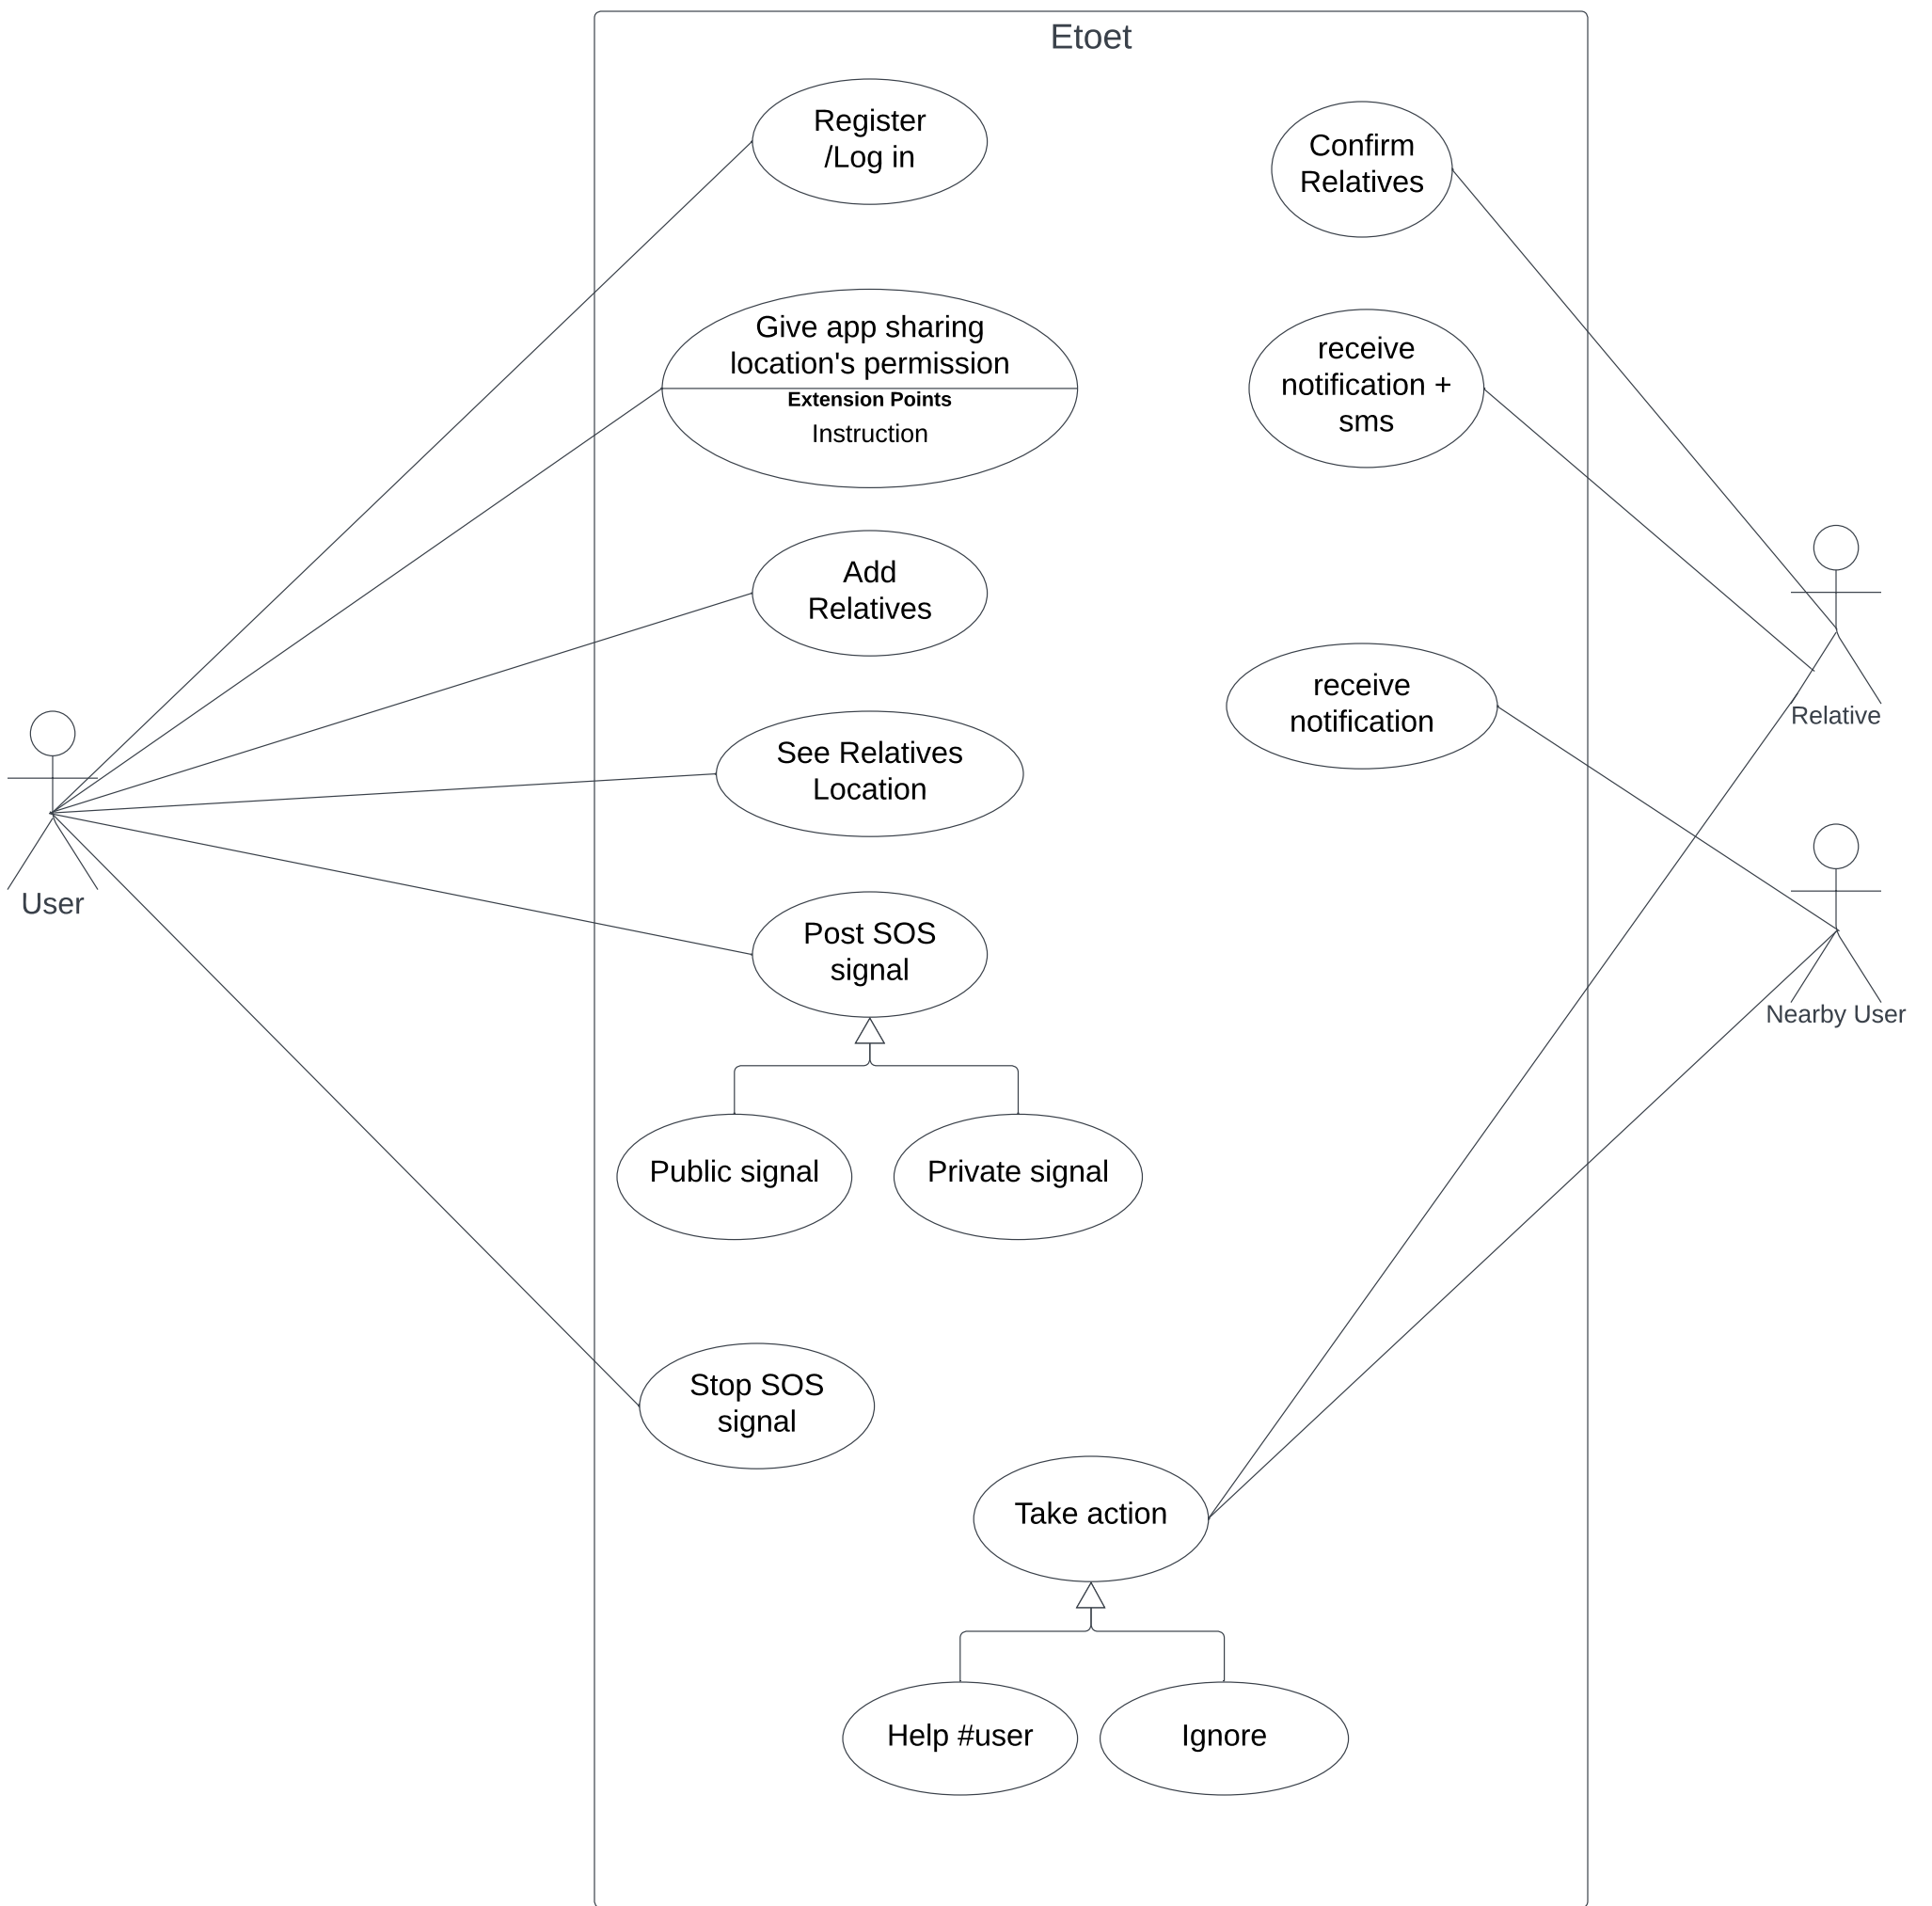 Etoet
Register
/Log in
Confirm
Relatives
Give app sharing
location's permission
Extension Points
Instruction
receive
notification +
sms
Add
Relatives
receive
notification
Relative
See Relatives
Location
User
Post SOS
signal
Nearby User
Public signal
Private signal
Stop SOS
signal
Take action
Help #user
Ignore